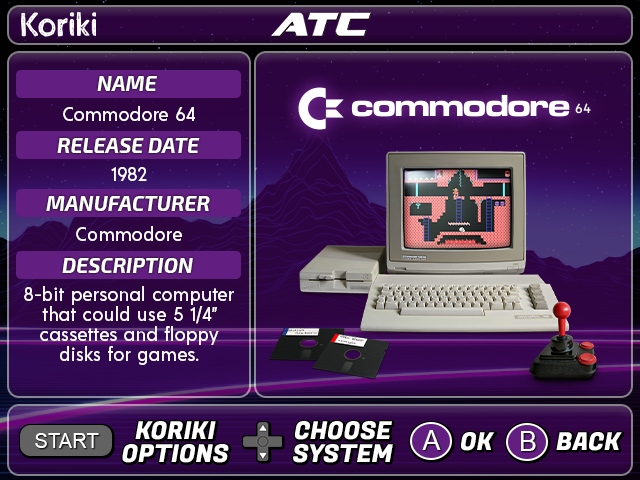 Koriki
ATC
NAME
Commodore 64
RELEASE DATE
1982
MANUFACTURER
Commodore
DESCRIPTION
8-bit personal computer
that could use 5 1/4"
cassettes and floppy
disks for games.
commodore 64
START
KORIKI
OPTIONS
CHOOSE
SYSTEM
A OK
B BACK